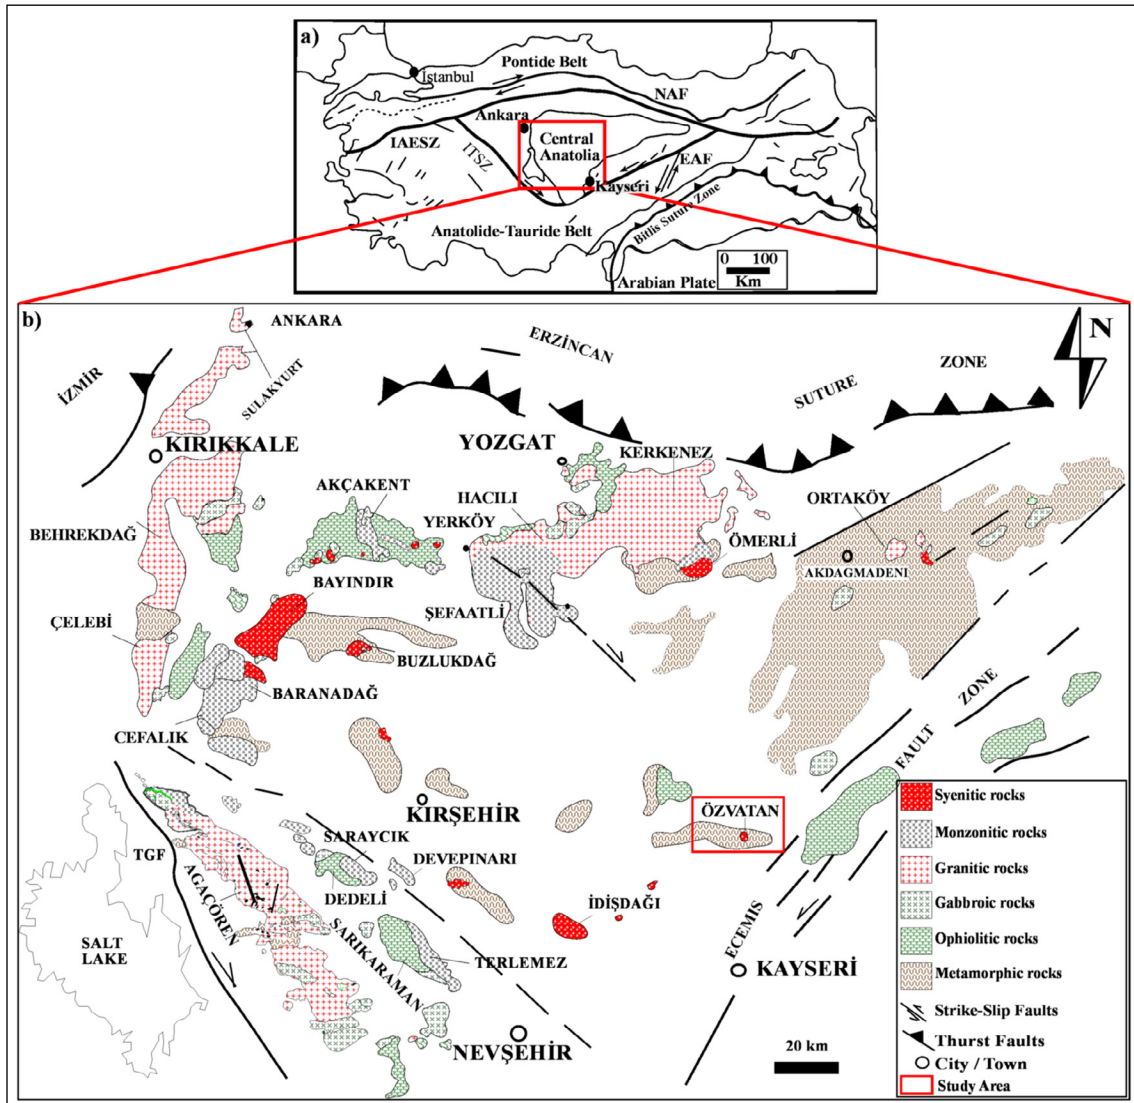 a)
Pontide Belt
İstanbul
NAF
Ankara
IAESZ
ITSZ
Central
Anatolia
EAF
Kayseri
Bitlis Suture Zone
Anatolide-Tauride Belt
0 100
Km
Arabian Plate
b)
ANKARA
SULAKYURT
İZMİR
ERZİNCAN
SUTURE
ZONE
N
KIRIKKALE
YOZGAT
KERKENEZ
AKÇAKENT
HACILI
ORTAKÖY
YERKÖY
BEHREKDAĞ
ÖMERLİ
AKDAGMADENI
BAYINDIR
ÇELEBİ
ŞEFAATLİ
BUZLUKDAĞ
BARANADAĞ
CEFALIK
ZONE
FAULT
ECEMIS
KIRŞEHİR
ÖZVATAN
SARAYCIK
TGF
DEVEPINARI
AGAÇÖREN
DEDELİ
İDİŞDAĞI
SARIKARAMAN
SALT
LAKE
TERLEMEZ
KAYSERİ
NEVŞEHİR
20 km
Syenitic rocks
Monzonitic rocks
Granitic rocks
Gabbroic rocks
Ophiolitic rocks
Metamorphic rocks
Strike-Slip Faults
Thurst Faults
City / Town
Study Area